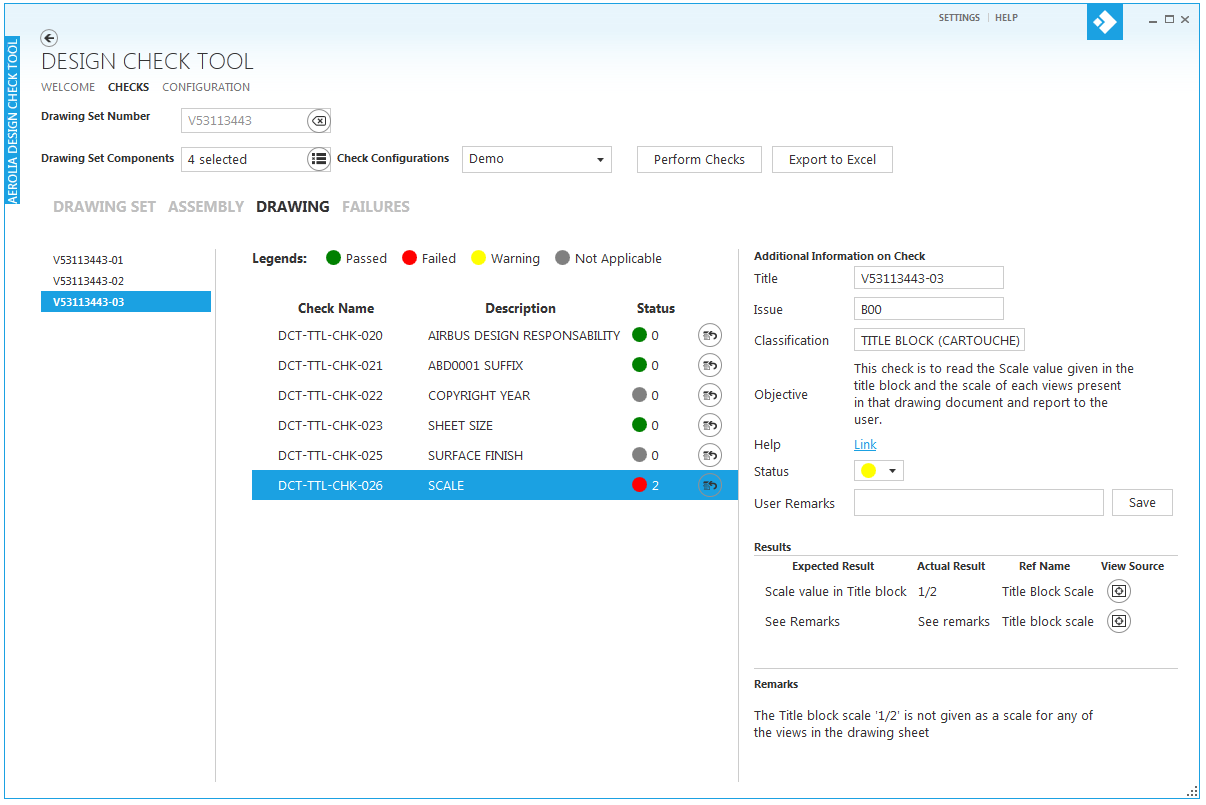 SETTINGS | HELP
AEROLIA DESIGN CHECK TOOL
DESIGN CHECK TOOL
WELCOME CHECKS CONFIGURATION
Drawing Set Number V53113443
Drawing Set Components 4 selected Check Configurations Demo Perform Checks Export to Excel
DRAWING SET ASSEMBLY DRAWING FAILURES
V53113443-01
V53113443-02
V53113443-03
Legends: Passed Failed Warning Not Applicable
Check Name Description Status
DCT-TTL-CHK-020 AIRBUS DESIGN RESPONSABILITY 0
DCT-TTL-CHK-021 ABD0001 SUFFIX 0
DCT-TTL-CHK-022 COPYRIGHT YEAR 0
DCT-TTL-CHK-023 SHEET SIZE 0
DCT-TTL-CHK-025 SURFACE FINISH 0
DCT-TTL-CHK-026 SCALE 2
Additional Information on Check
Title V53113443-03
Issue B00
Classification TITLE BLOCK (CARTOUCHE)
Objective
This check is to read the Scale value given in the
title block and the scale of each views present
in that drawing document and report to the
user.
Help Link
Status
User Remarks Save
Results
Expected Result Actual Result Ref Name View Source
Scale value in Title block 1/2 Title Block Scale
See Remarks See remarks Title block scale
Remarks
The Title block scale '1/2' is not given as a scale for any of
the views in the drawing sheet